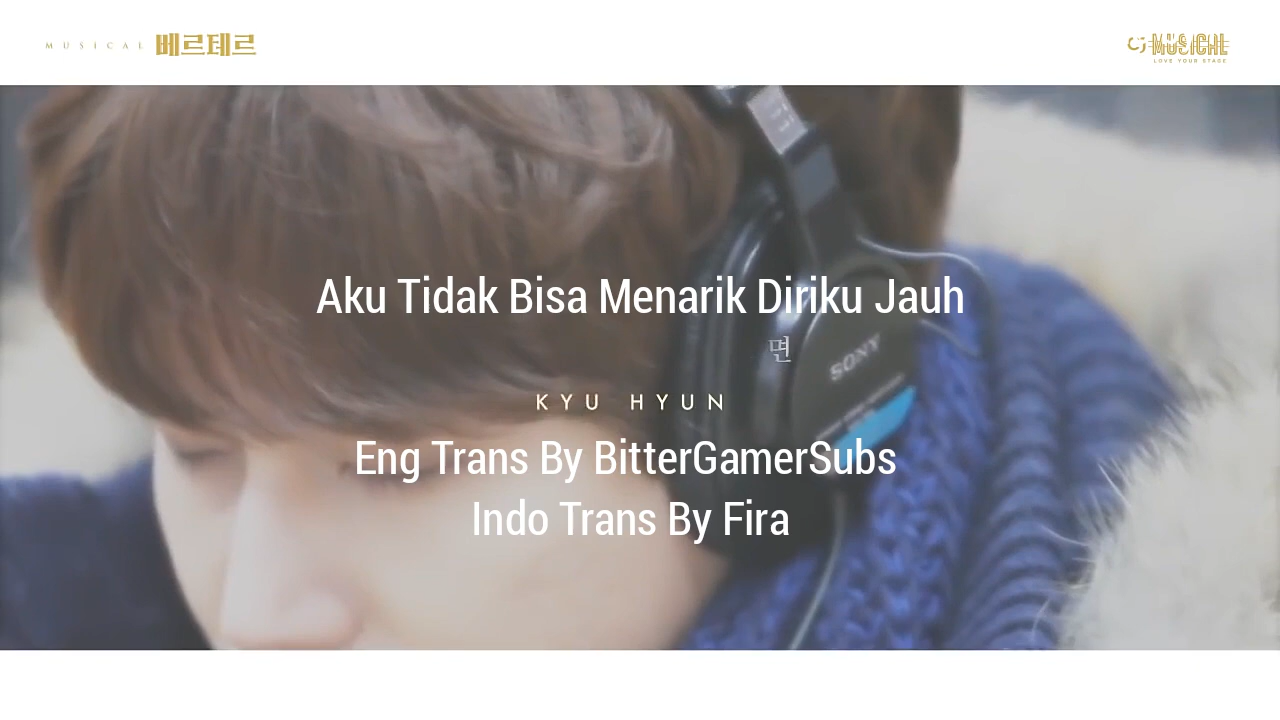 MUSICAL 베르테르
CJ MUSICAL
LOVE YOUR STAGE
Aku Tidak Bisa Menarik Diriku Jauh
면
SONY
KYU HYUN
Eng Trans By BitterGamerSubs
Indo Trans By Fira